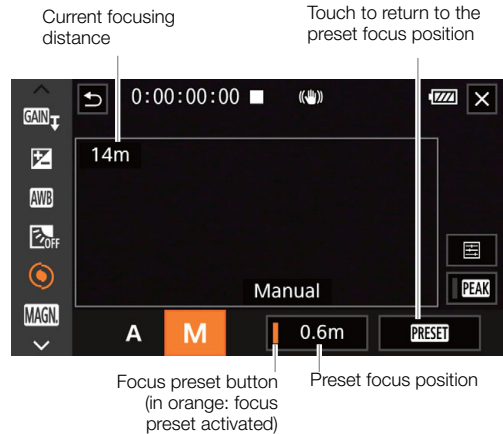 Current focusing
distance
Touch to return to the
preset focus position
0:00:00:00
GAIN
14m
AWB
OFF
Manual
PEAK
MAGN.
A
M
0.6m
PRESET
Focus preset button
(in orange: focus
preset activated)
Preset focus position